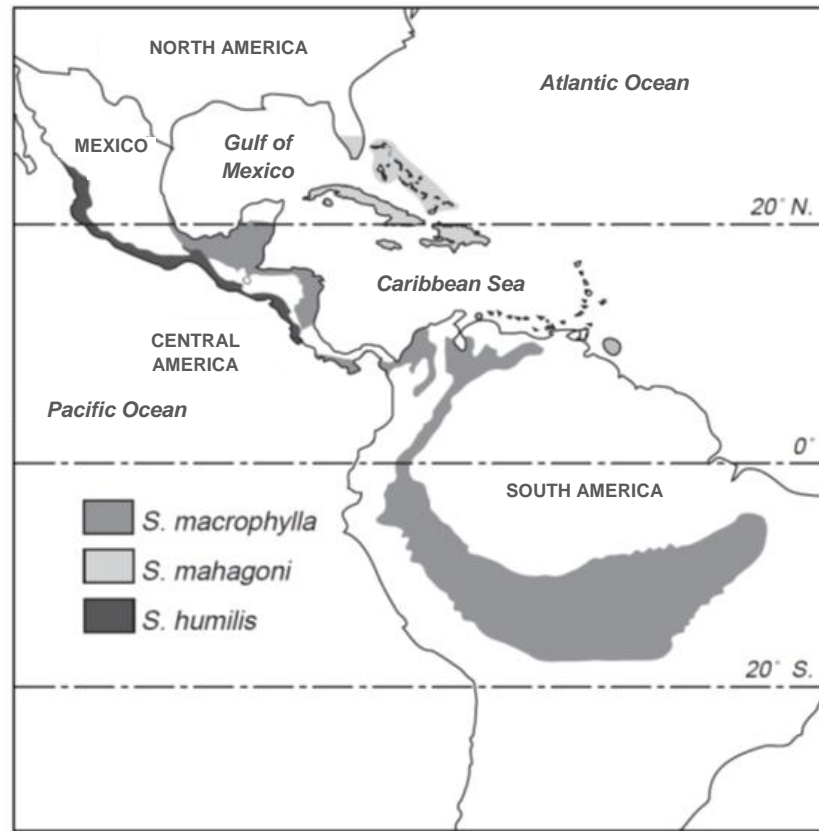 NORTH AMERICA
Atlantic Ocean
MEXICO
Gulf of
Mexico
20° N.
Caribbean Sea
CENTRAL
AMERICA
Pacific Ocean
0°
SOUTH AMERICA
S. macrophylla
S. mahagoni
S. humilis
20° S.